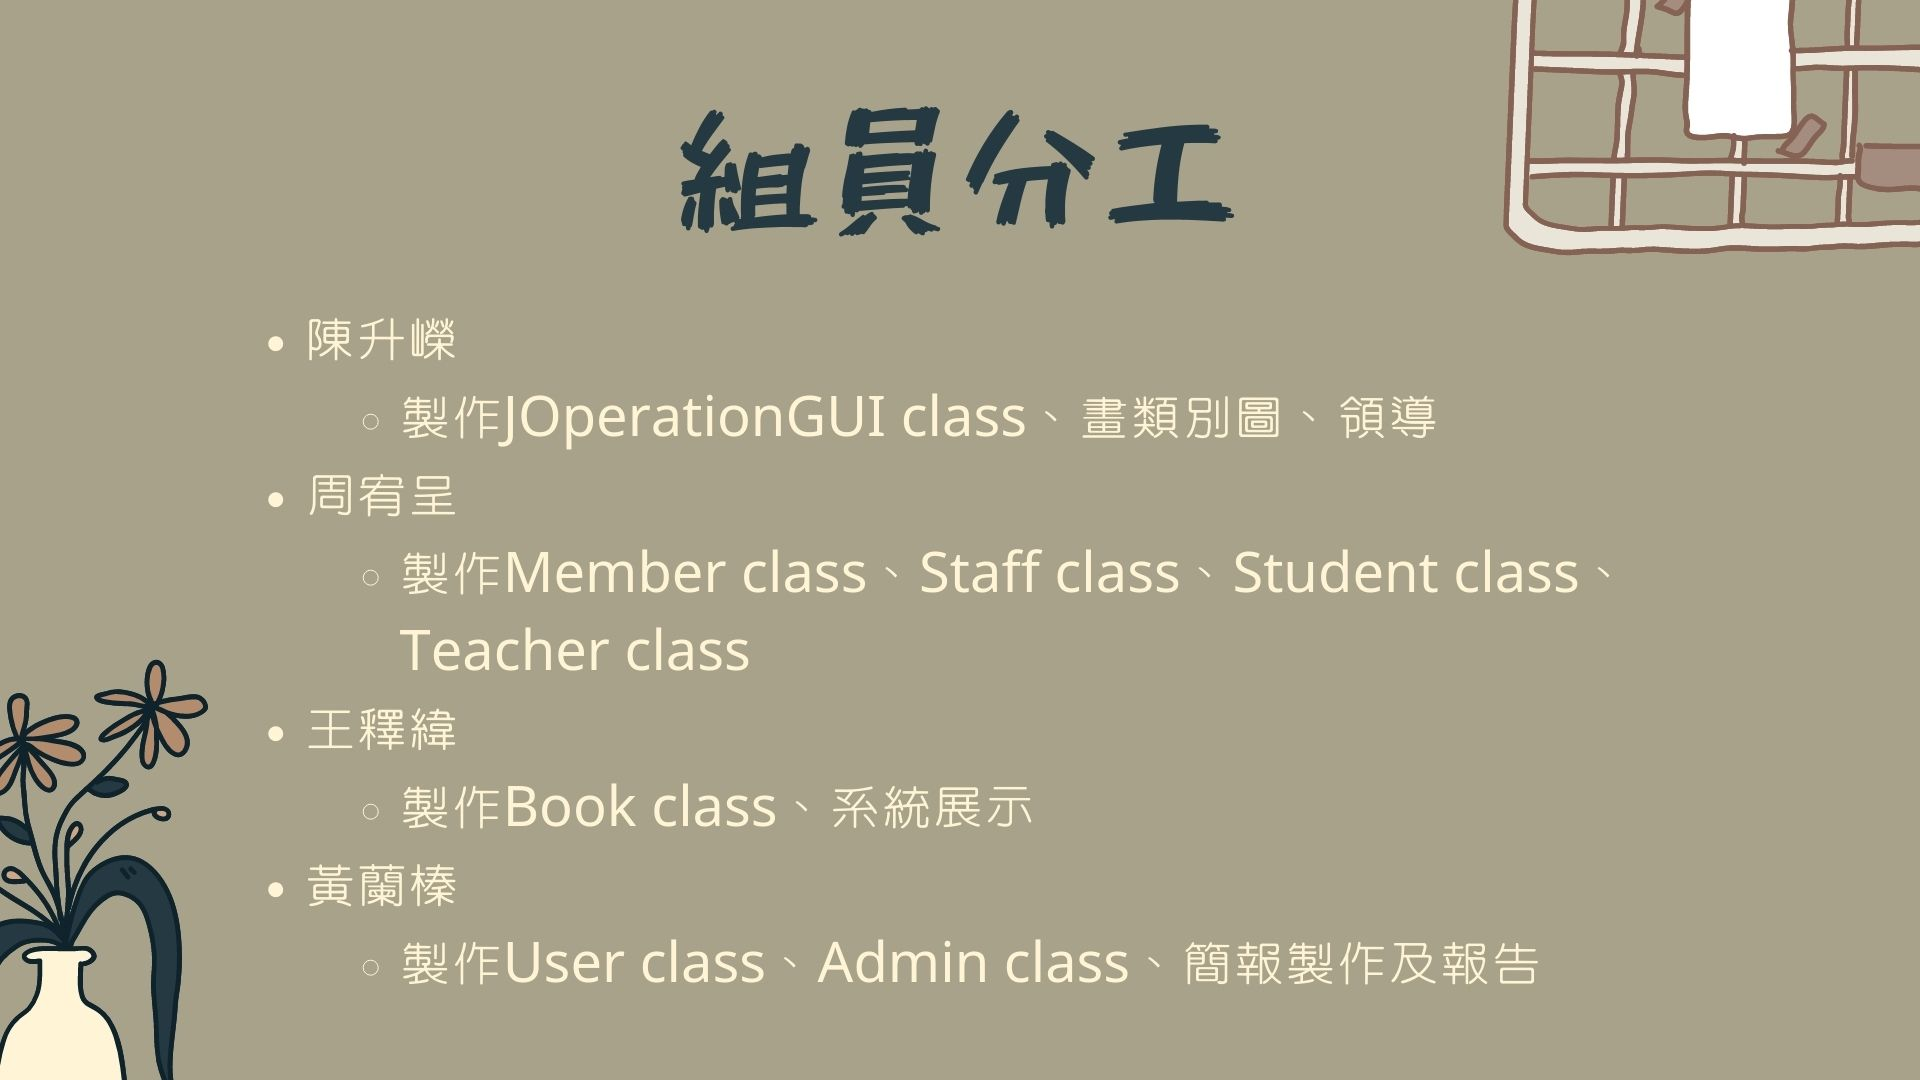 組員分工
• 陳升嶸
○ 製作JOperationGUI class、畫類別圖、領導
• 周宥呈
○ 製作Member class、Staff class、Student class、
Teacher class
• 王釋緯
○ 製作Book class、系統展示
• 黃蘭榛
○ 製作User class、Admin class、簡報製作及報告